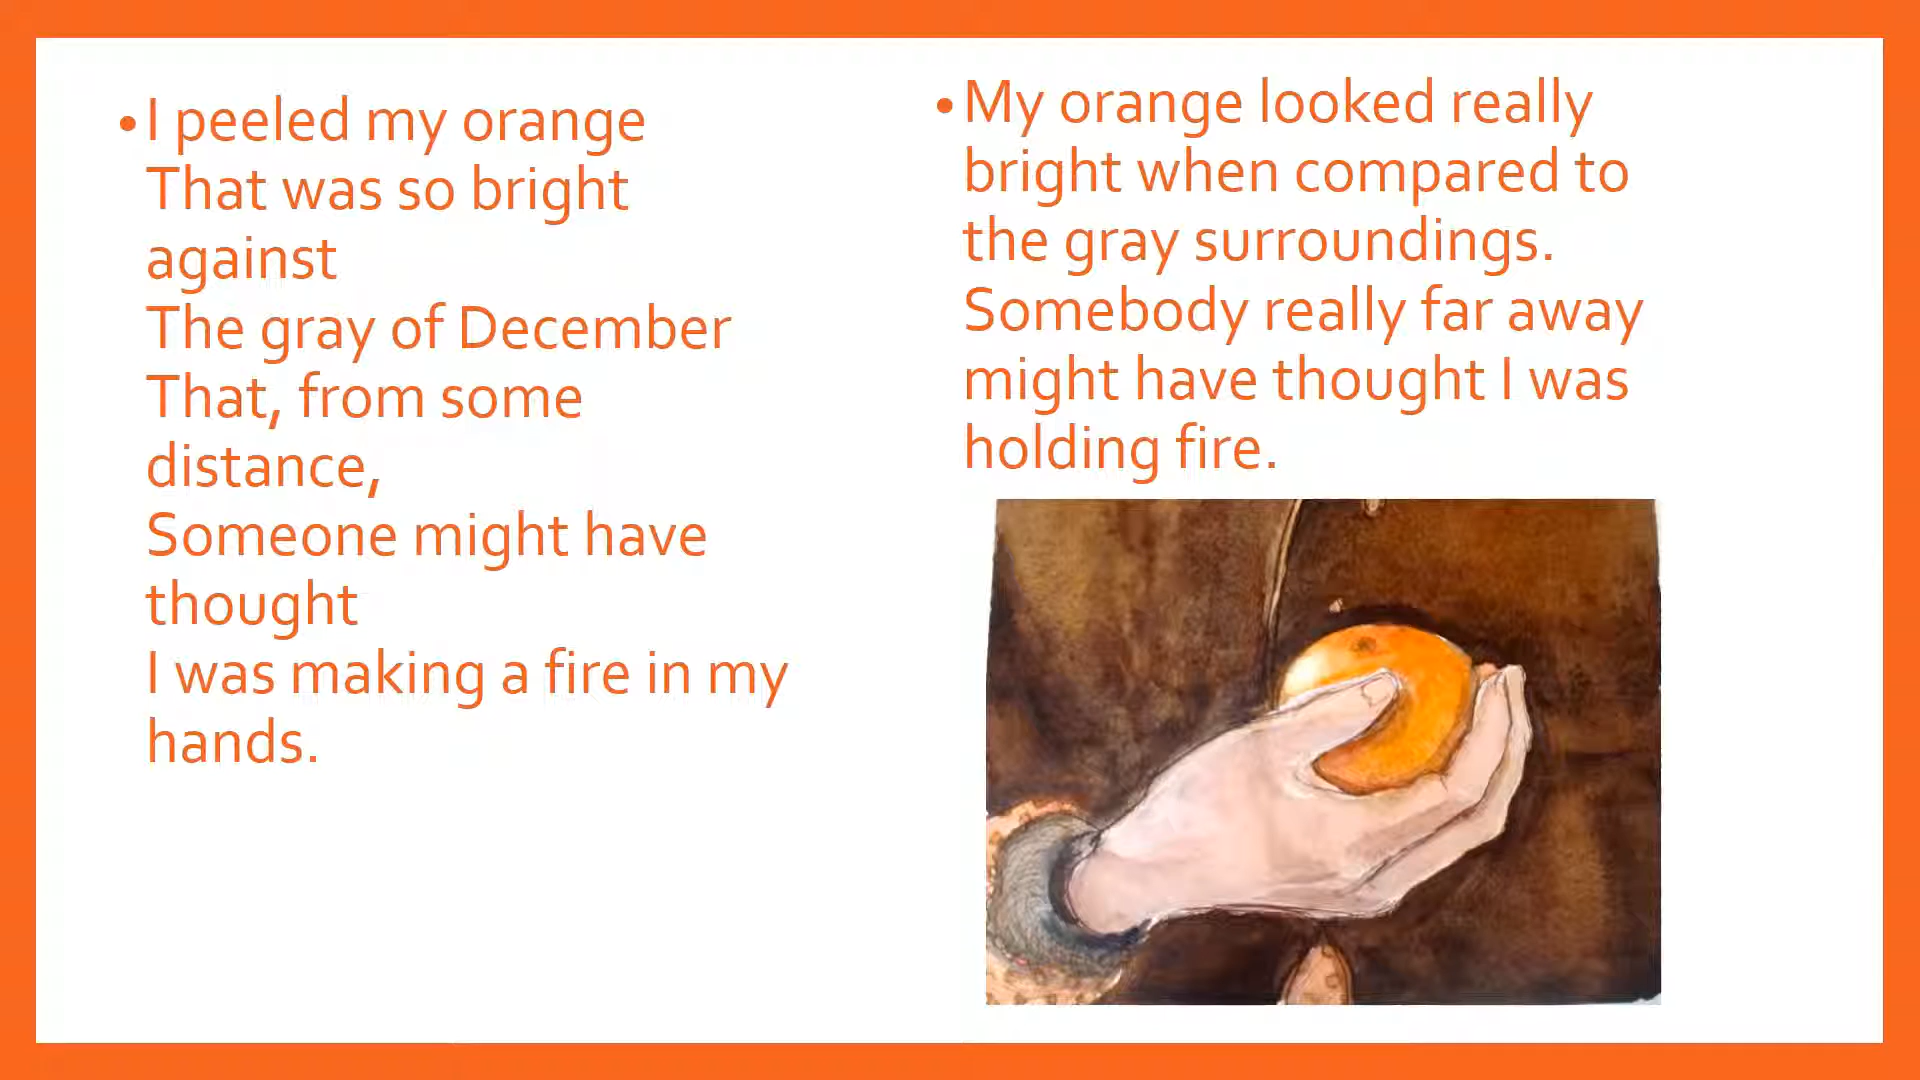 • I peeled my orange
That was so bright
against
The gray of December
That, from some
distance,
Someone might have
thought
I was making a fire in my
hands.
• My orange looked really
bright when compared to
the gray surroundings.
Somebody really far away
might have thought I was
holding fire.